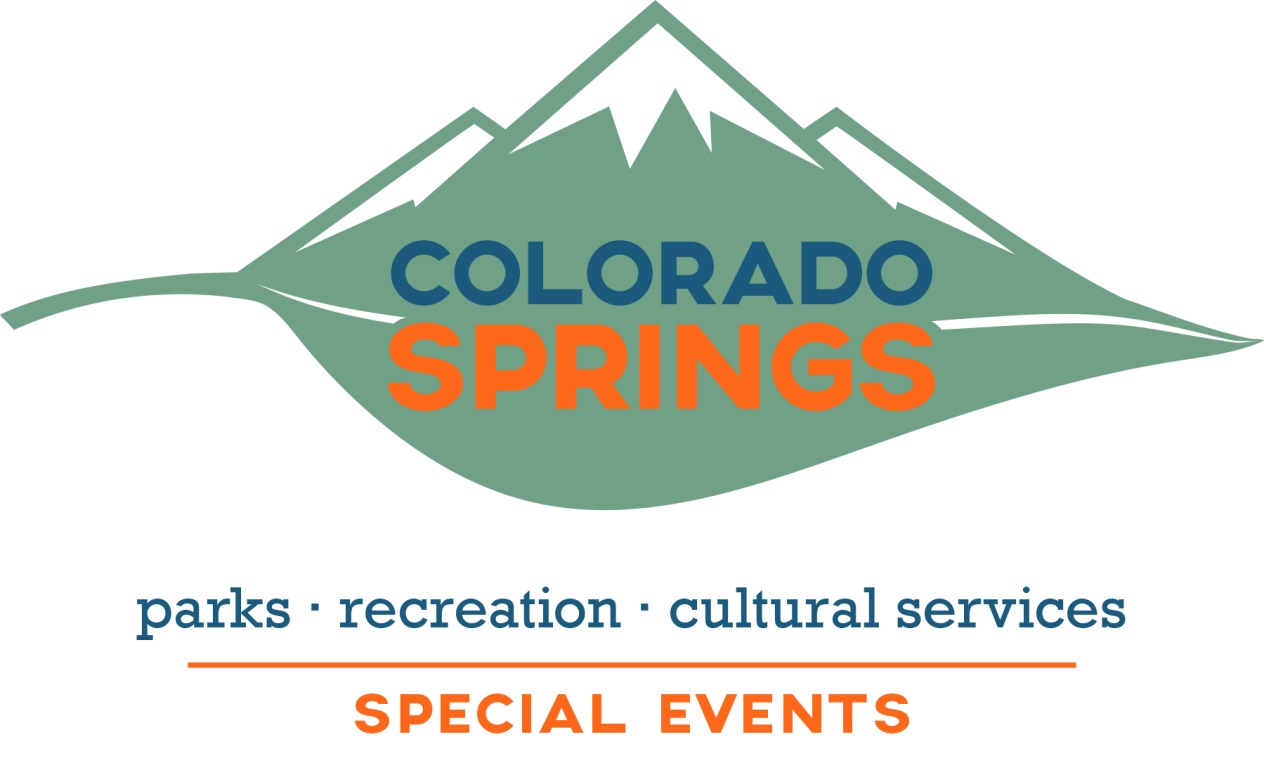 COLORADO
SPRINGS
parks · recreation · cultural services
SPECIAL EVENTS